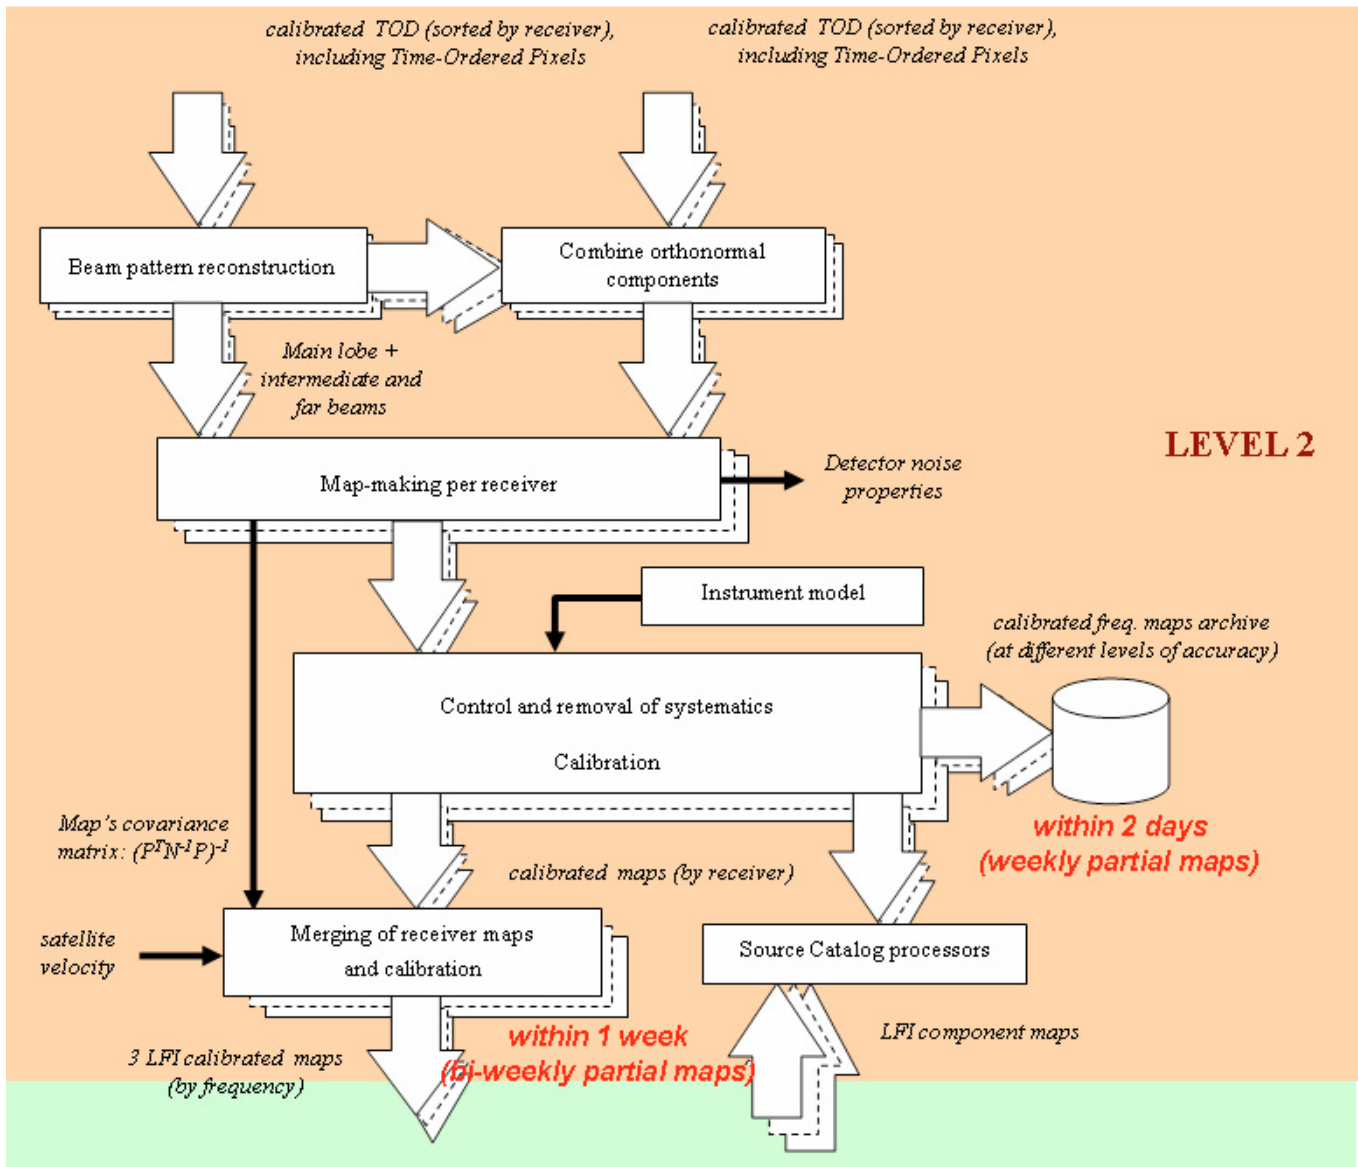 calibrated TOD (sorted by receiver),
including Time-Ordered Pixels
calibrated TOD (sorted by receiver),
including Time-Ordered Pixels
Beam pattern reconstruction
Combine orthonormal
components
Main lobe +
intermediate and
far beams
LEVEL 2
Map-making per receiver
Detector noise
properties
Instrument model
calibrated freq. maps archive
(at different levels of accuracy)
Control and removal of systematics
Calibration
within 2 days
(weekly partial maps)
Map's covariance
matrix: (PᵀN⁻¹P)⁻¹
calibrated maps (by receiver)
satellite
velocity
Merging of receiver maps
and calibration
Source Catalog processors
3 LFI calibrated maps
(by frequency)
within 1 week
(bi-weekly partial maps)
LFI component maps